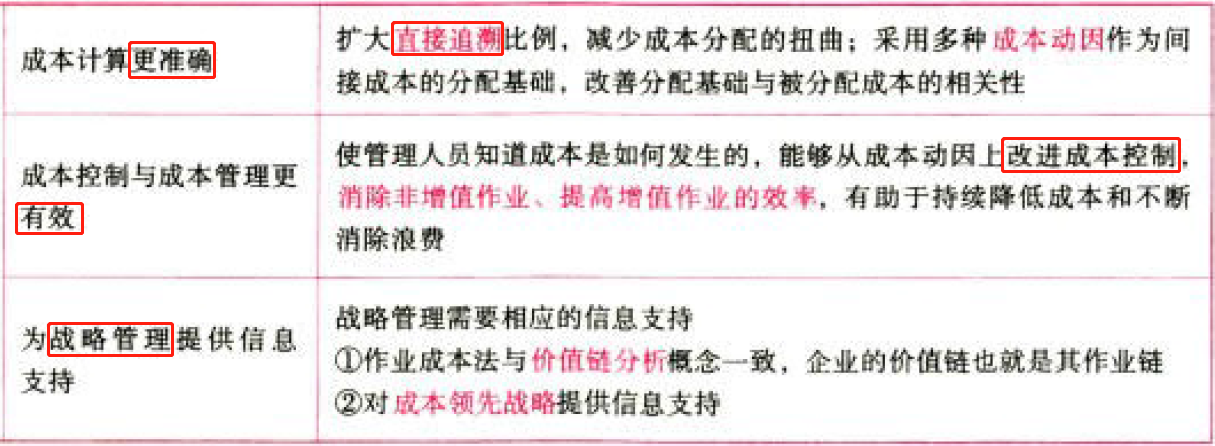 成本计算更准确
扩大直接追溯比例，减少成本分配的扭曲；采用多种成本动因作为间
接成本的分配基础，改善分配基础与被分配成本的相关性
成本控制与成本管理更
有效
使管理人员知道成本是如何发生的，能够从成本动因上改进成本控制，
消除非增值作业、提高增值作业的效率，有助于持续降低成本和不断
消除浪费
为战略管理提供信息
支持
战略管理需要相应的信息支持
①作业成本法与价值链分析概念一致，企业的价值链也就是其作业链
②对成本领先战略提供信息支持